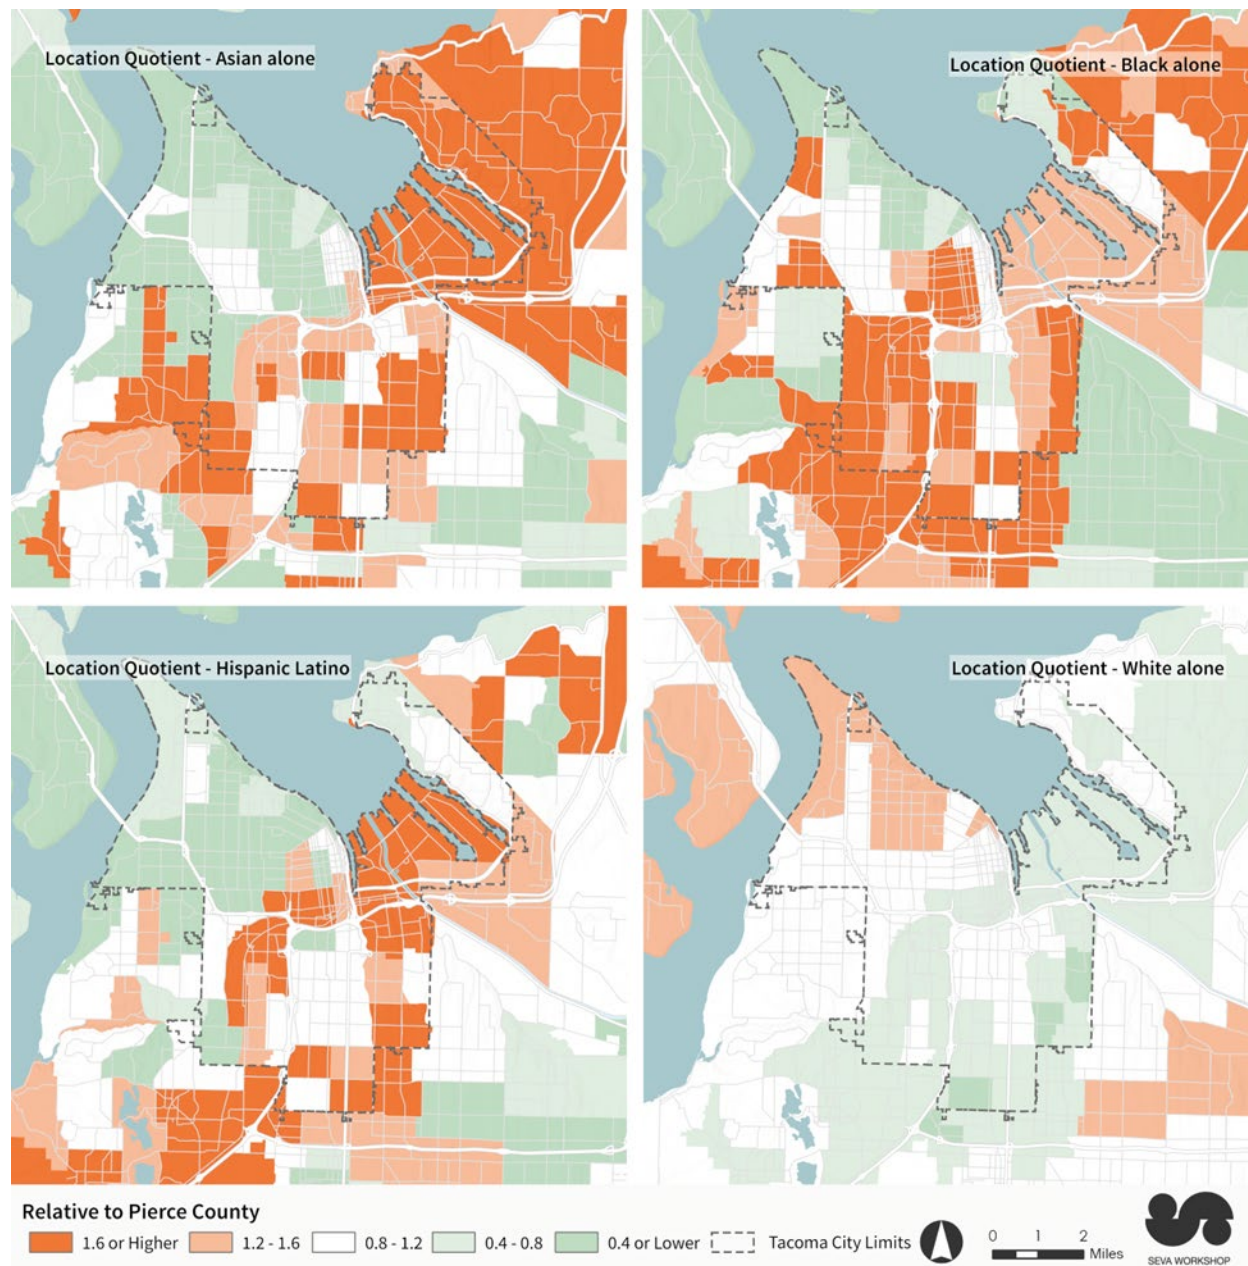 Location Quotient - Asian alone
Location Quotient - Black alone
Location Quotient - Hispanic Latino
Location Quotient - White alone
Relative to Pierce County
1.6 or Higher
1.2 - 1.6
0.8 - 1.2
0.4 - 0.8
0.4 or Lower
Tacoma City Limits
0 1 2
Miles
SEVA WORKSHOP